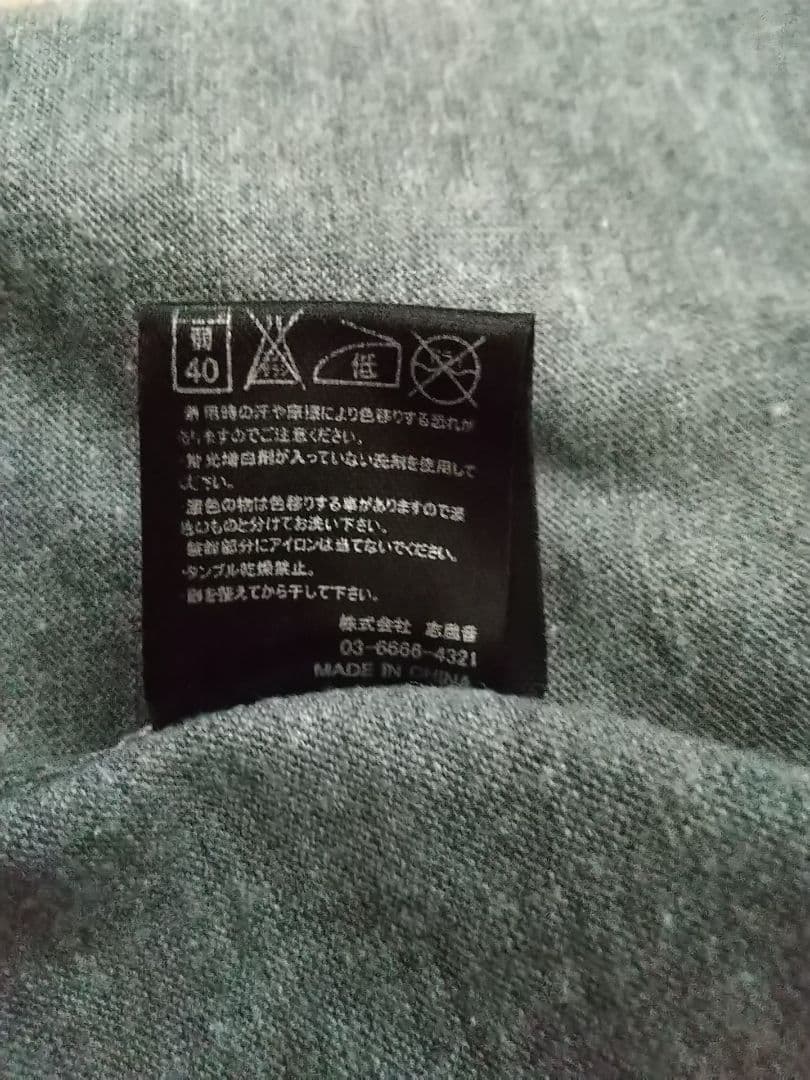 弱
40
低
着用時の汗や摩擦により色移りする恐れが
ありますのでご注意ください。
・蛍光増白剤が入っていない洗剤を使用して
ください。
濃色の物は色移りする事がありますので淡
色いものと分けてお洗い下さい。
装飾部分にアイロンは当てないでください。
・タンブル乾燥禁止。
・形を整えてから干して下さい。
株式会社 志風音
03-6666-4321
MADE IN CHINA